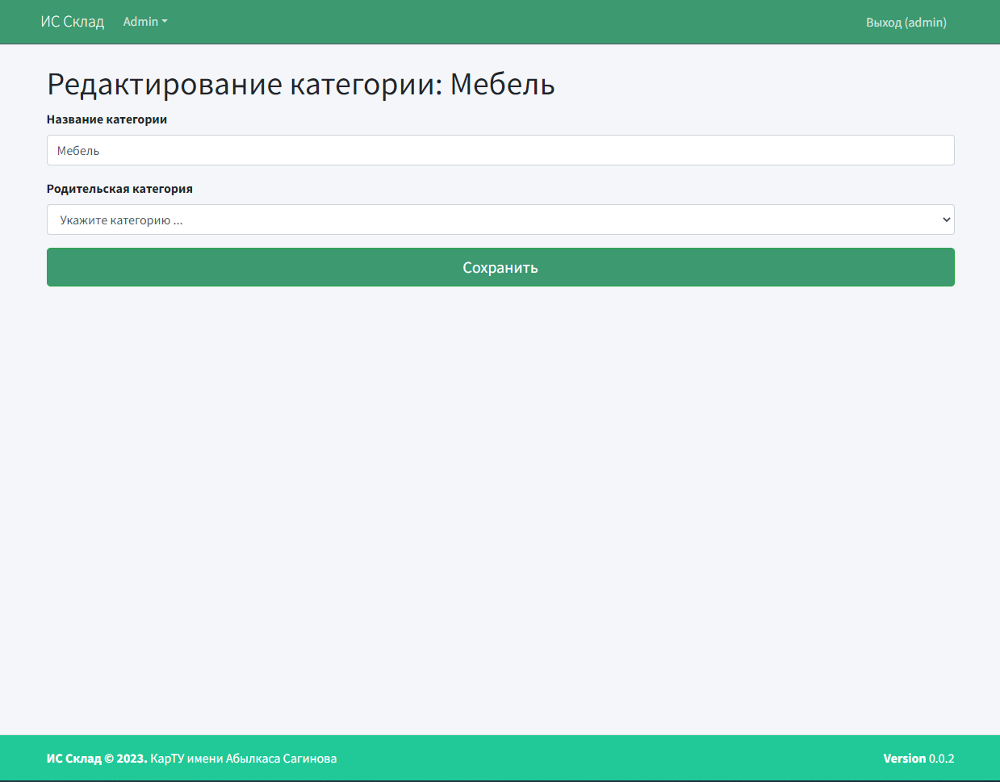 ИС Склад Admin Выход (admin)
Редактирование категории: Мебель
Название категории
Мебель
Родительская категория
Укажите категорию ...
Сохранить
ИС Склад © 2023. КарТУ имени Абылкаса Сагинова Version 0.0.2